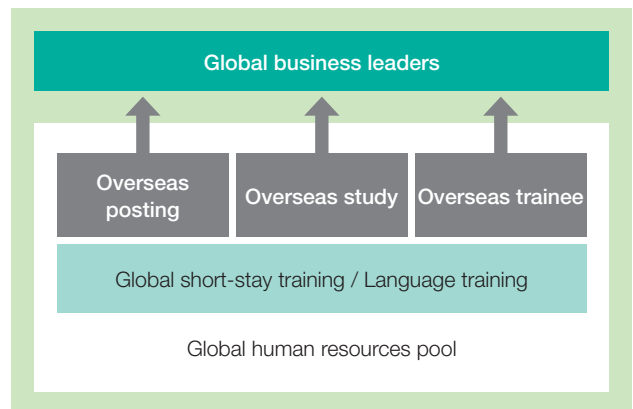 Global business leaders
Overseas
posting
Overseas study
Overseas trainee
Global short-stay training / Language training
Global human resources pool